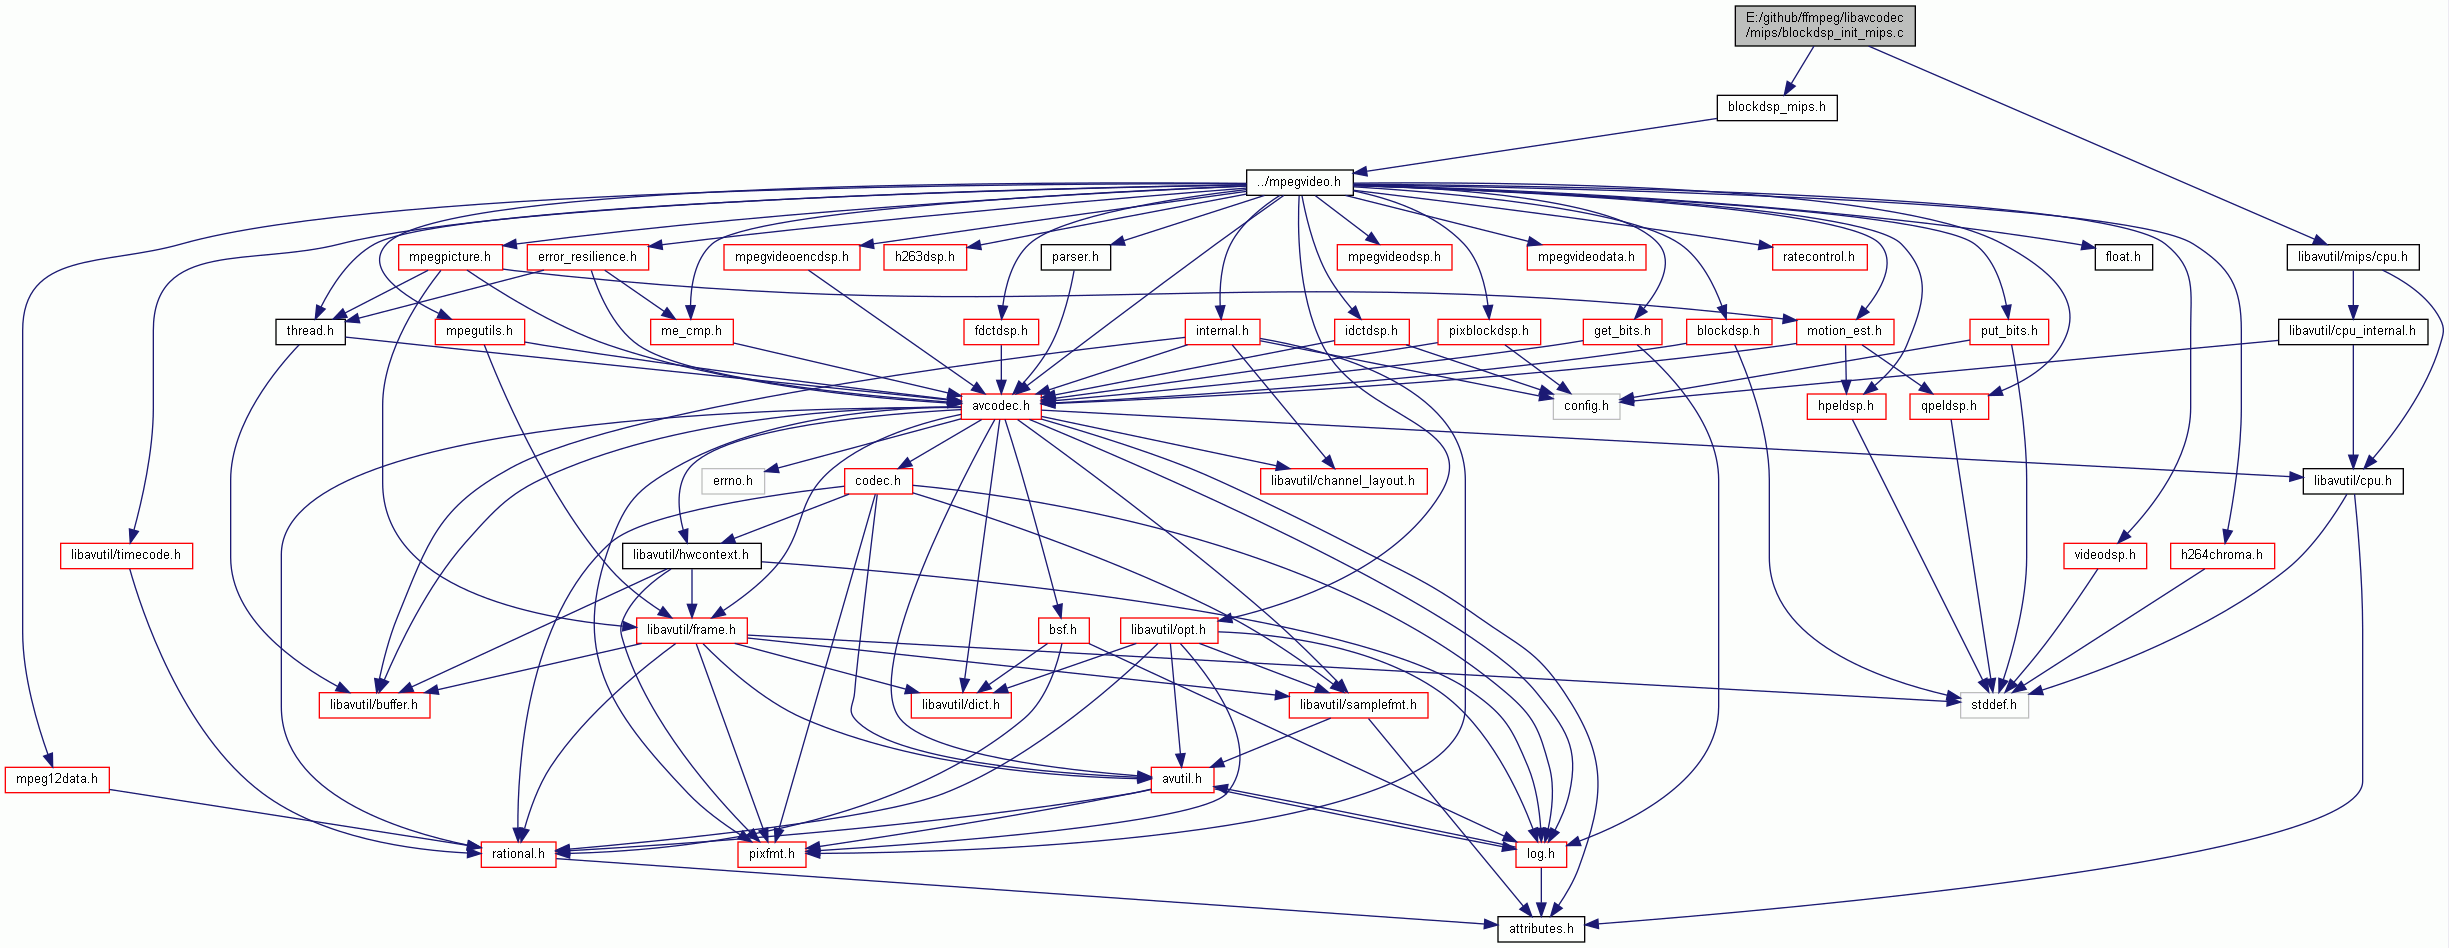 E:/github/ffmpeg/libavcodec
/mips/blockdsp_init_mips.c
blockdsp_mips.h
../mpegvideo.h
mpegpicture.h
error_resilience.h
mpegvideoencdsp.h
h263dsp.h
parser.h
mpegvideodsp.h
mpegvideodata.h
ratecontrol.h
float.h
libavutil/mips/cpu.h
thread.h
mpegutils.h
me_cmp.h
fdctdsp.h
internal.h
idctdsp.h
pixblockdsp.h
get_bits.h
blockdsp.h
motion_est.h
put_bits.h
libavutil/cpu_internal.h
avcodec.h
config.h
hpeldsp.h
qpeldsp.h
errno.h
codec.h
libavutil/channel_layout.h
libavutil/cpu.h
libavutil/timecode.h
libavutil/hwcontext.h
videodsp.h
h264chroma.h
libavutil/frame.h
bsf.h
libavutil/opt.h
libavutil/buffer.h
libavutil/dict.h
libavutil/samplefmt.h
stddef.h
mpeg12data.h
avutil.h
rational.h
pixfmt.h
log.h
attributes.h